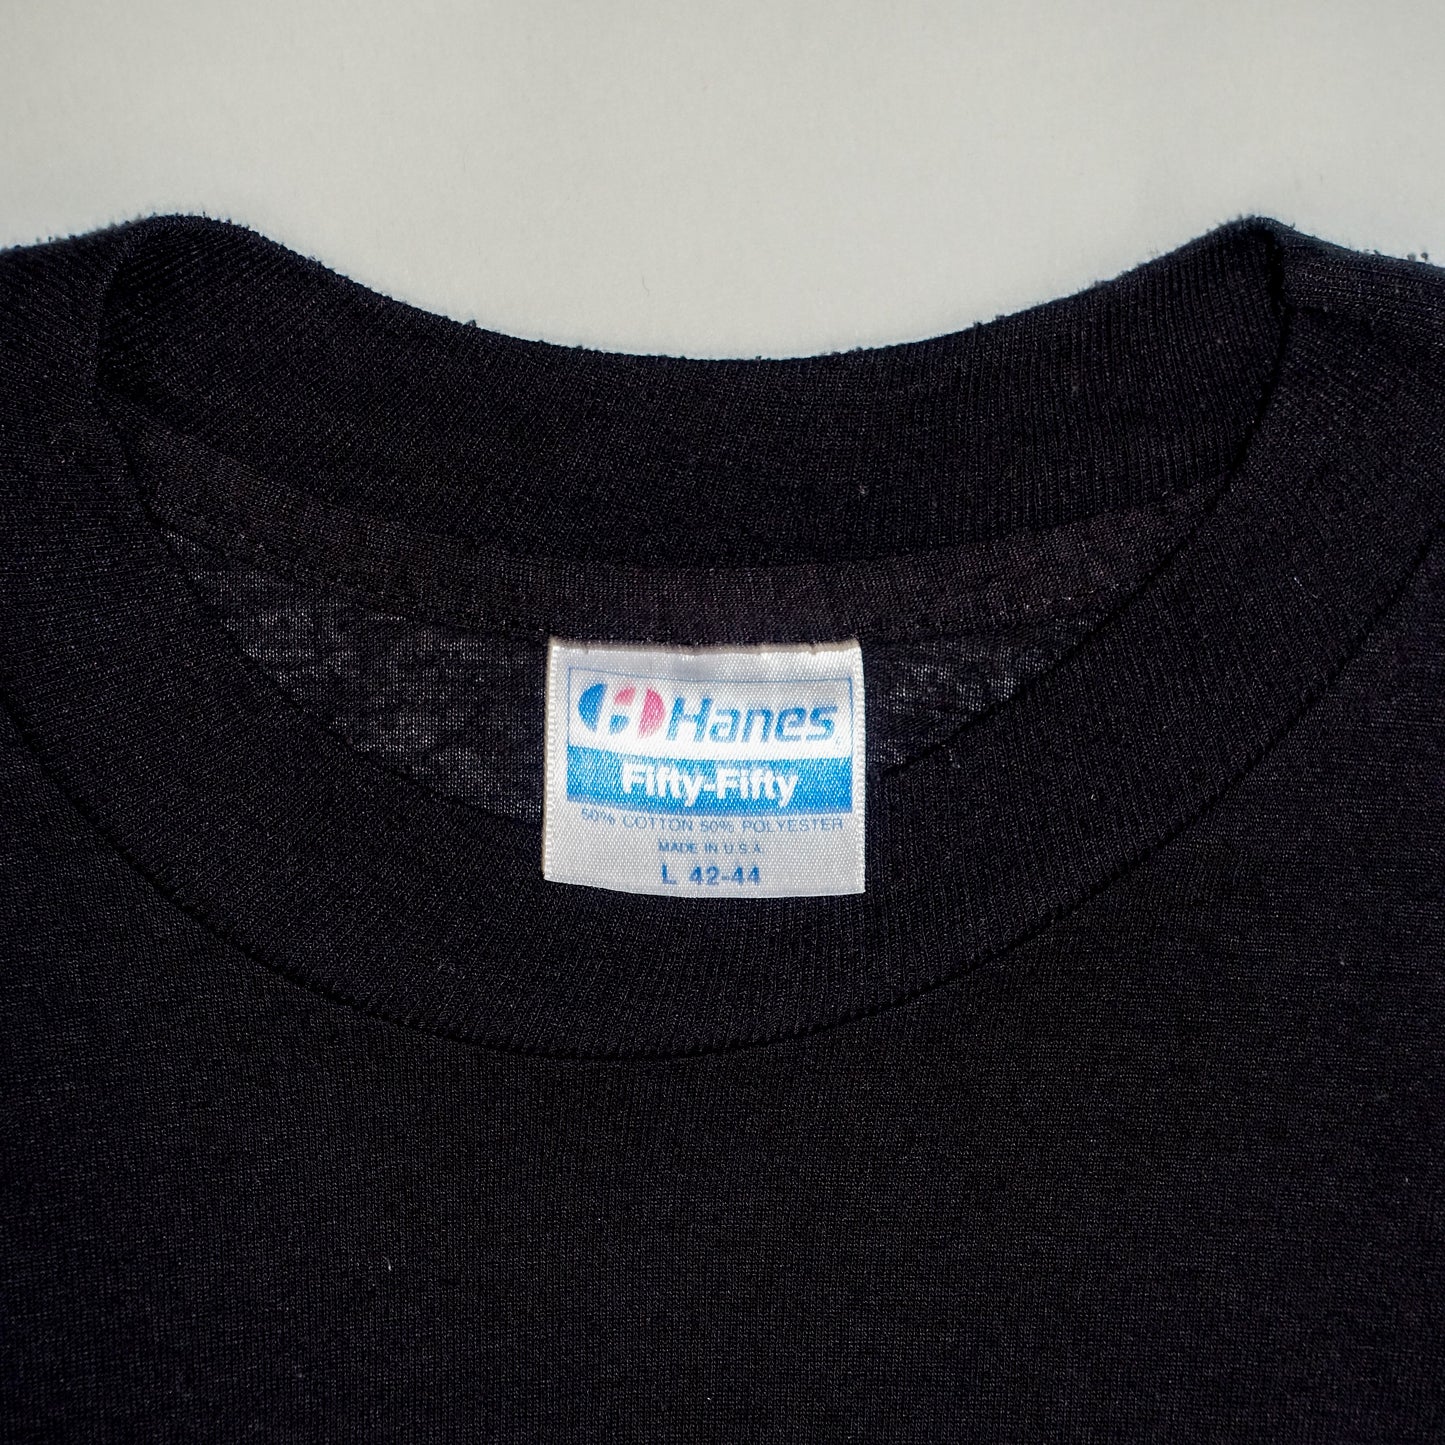 H Hanes
Fifty-Fifty
50% COTTON 50% POLYESTER
MADE IN U.S.A.
L 42-44